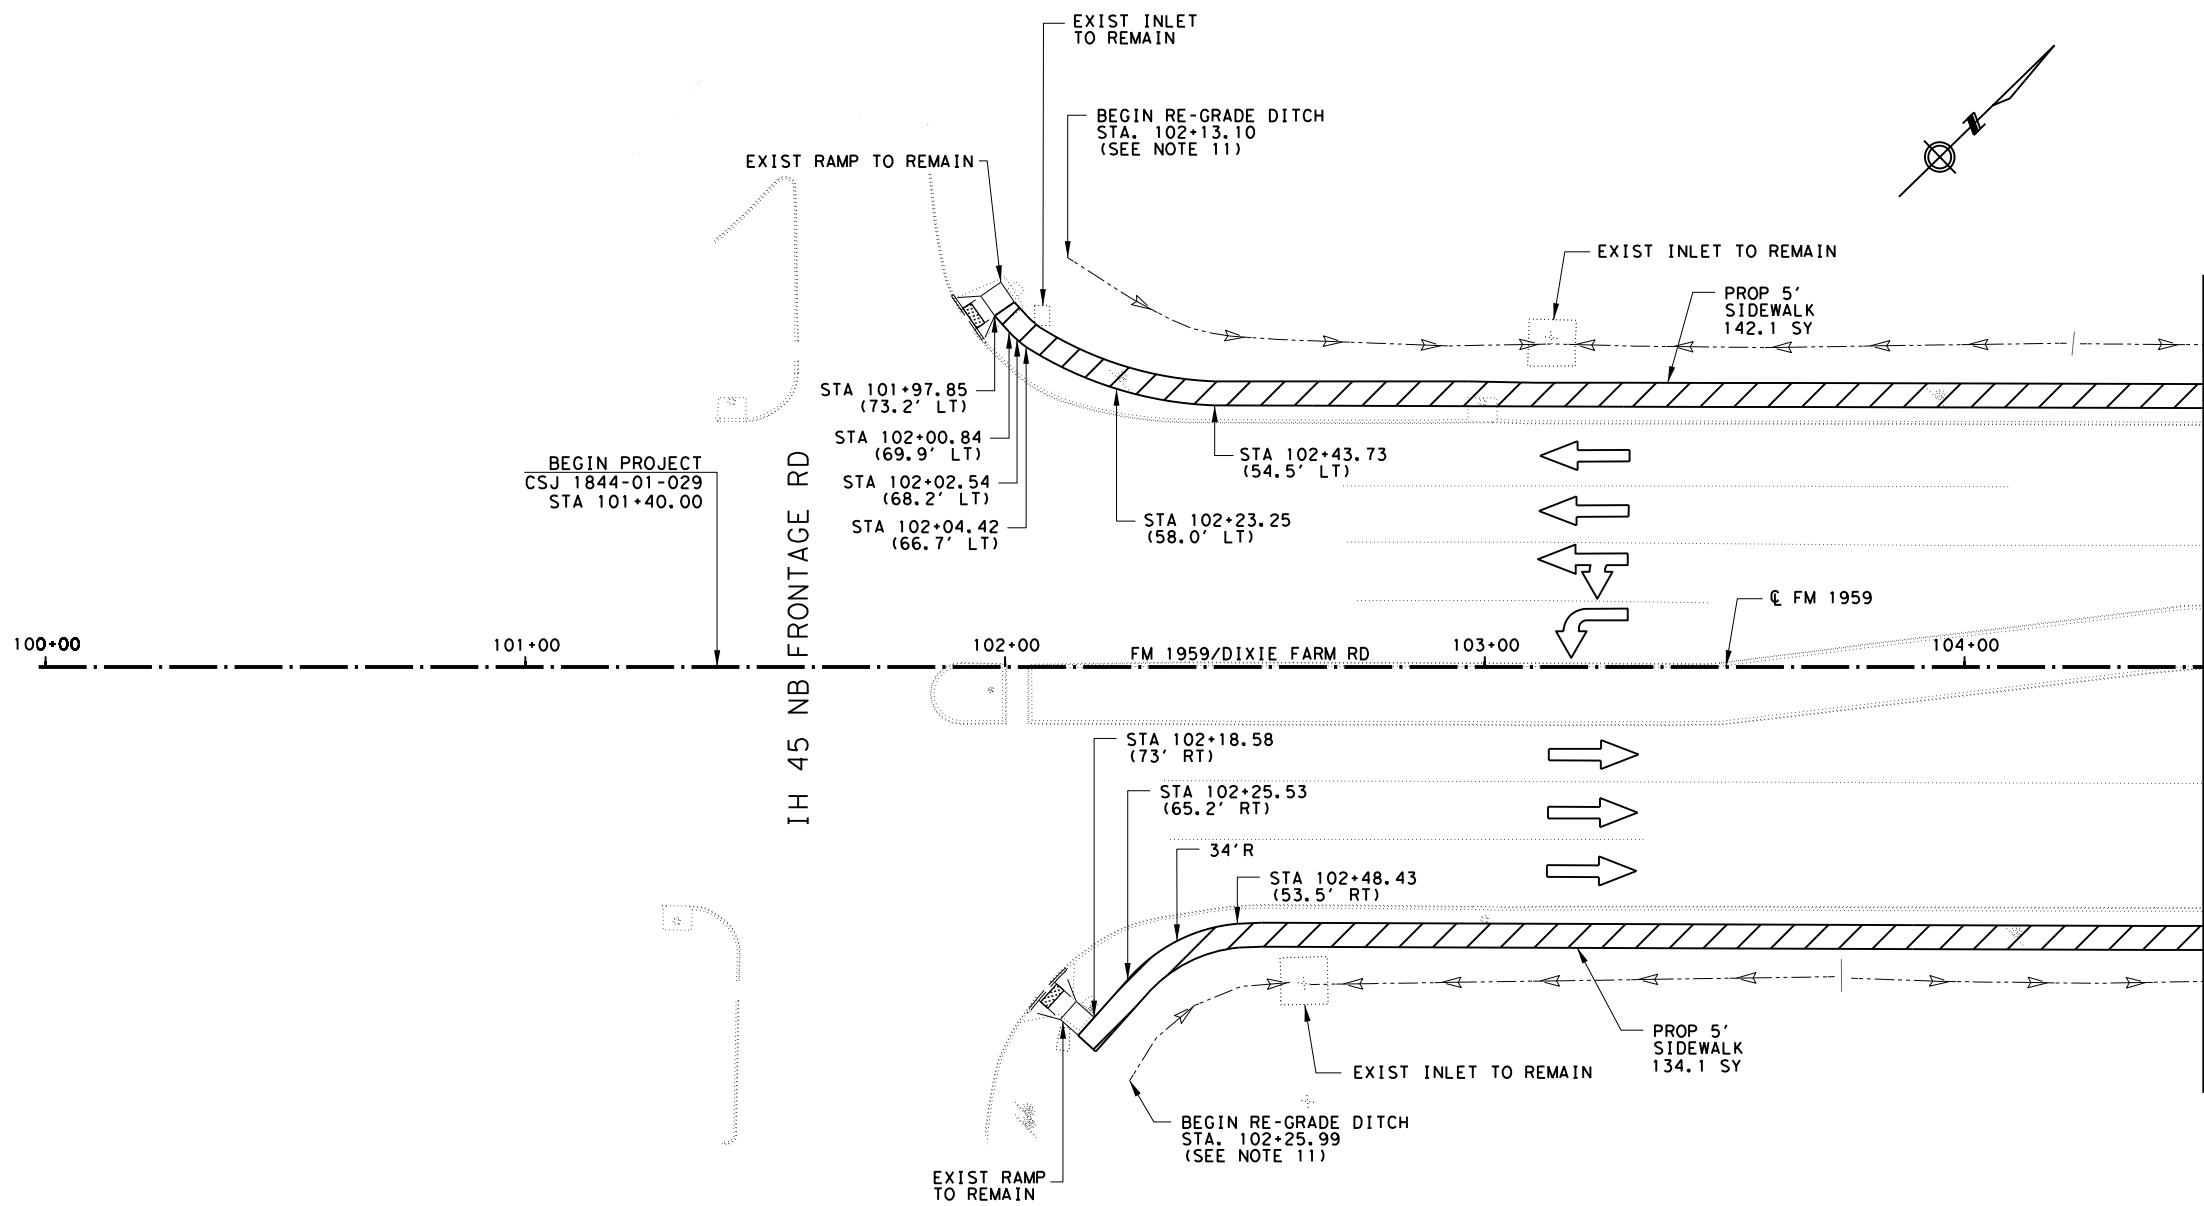 EXIST INLET
TO REMAIN
BEGIN RE-GRADE DITCH
STA. 102+13.10
(SEE NOTE 11)
N
EXIST RAMP TO REMAIN
EXIST INLET TO REMAIN
PROP 5'
SIDEWALK
142.1 SY
STA 101+97.85
(73.2' LT)
STA 102+00.84
(69.9' LT)
STA 102+02.54
(68.2' LT)
STA 102+04.42
(66.7' LT)
STA 102+43.73
(54.5' LT)
STA 102+23.25
(58.0' LT)
BEGIN PROJECT
CSJ 1844-01-029
STA 101+40.00
IH 45 NB FRONTAGE RD
℄ FM 1959
100+00
101+00
102+00
103+00
104+00
FM 1959/DIXIE FARM RD
STA 102+18.58
(73' RT)
STA 102+25.53
(65.2' RT)
34'R
STA 102+48.43
(53.5' RT)
PROP 5'
SIDEWALK
134.1 SY
EXIST INLET TO REMAIN
BEGIN RE-GRADE DITCH
STA. 102+25.99
(SEE NOTE 11)
EXIST RAMP
TO REMAIN